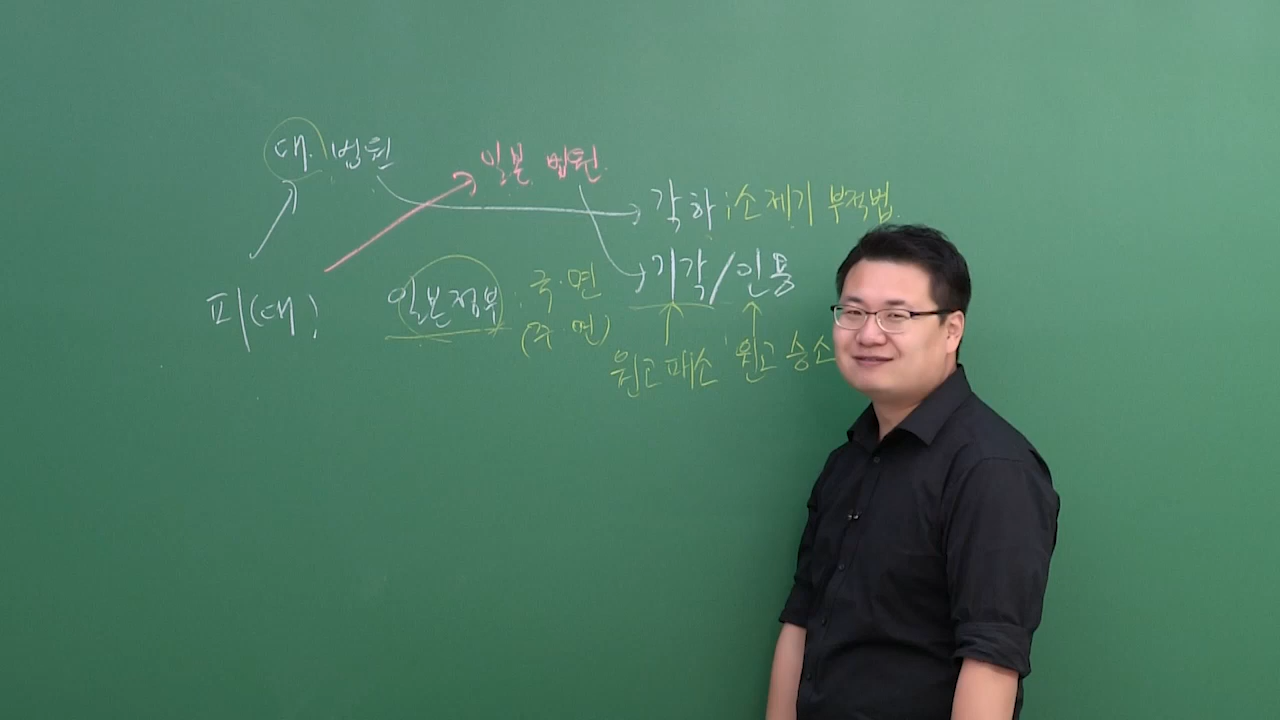 대. 법원
일본 법원.
각하 ; 소제기 부적법.
기각/인용
피(대)
일본정부 . 국.면
(주.면)
원고 패소
원고 승소